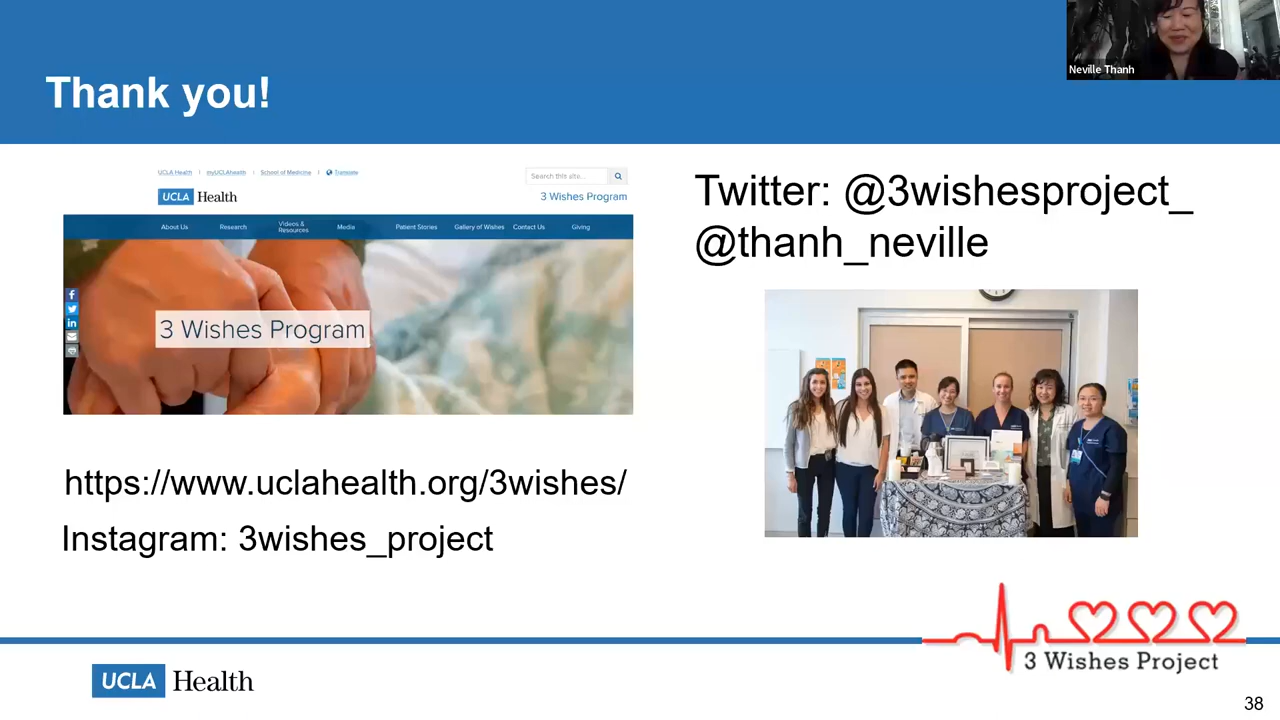 Neville Thanh
Thank you!
UCLA Health | myUCLAhealth | School of Medicine | Translate
Search this site...
UCLA Health
3 Wishes Program
About Us Research Videos & Resources Media Patient Stories Gallery of Wishes Contact Us Giving
3 Wishes Program
https://www.uclahealth.org/3wishes/
Instagram: 3wishes_project
Twitter: @3wishesproject_
@thanh_neville
3 Wishes Project
UCLA Health
38